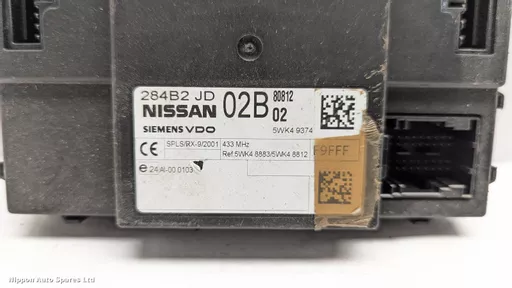 284B2 JD 02B 80812
NISSAN 02
SIEMENS VDO 5WK4 9374
CE SPLS/RX-9/2001 433 MHz F9FFF
Ref.5WK4 8883/5WK4 8812
e 24/AI-00.0103
Nippon Auto Spares Ltd